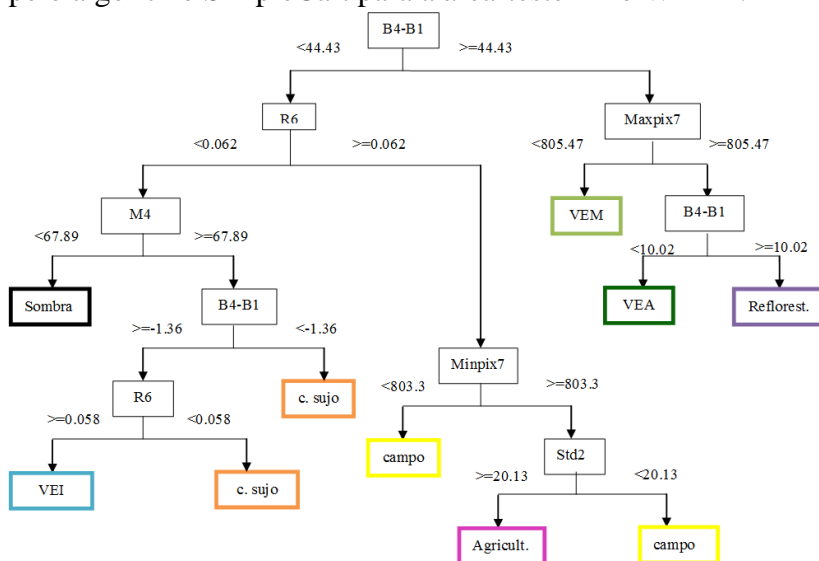 B4-B1
<44.43 >=44.43
R6 Maxpix7
<0.062 >=0.062 <805.47 >=805.47
M4 VEM B4-B1
<67.89 >=67.89 <10.02 >=10.02
Sombra B4-B1 VEA Reflorest.
>=-1.36 <-1.36
R6 c. sujo Minpix7
<803.3 >=803.3
>=0.058 <0.058
VEI c. sujo campo Std2
>=20.13 <20.13
Agricult. campo